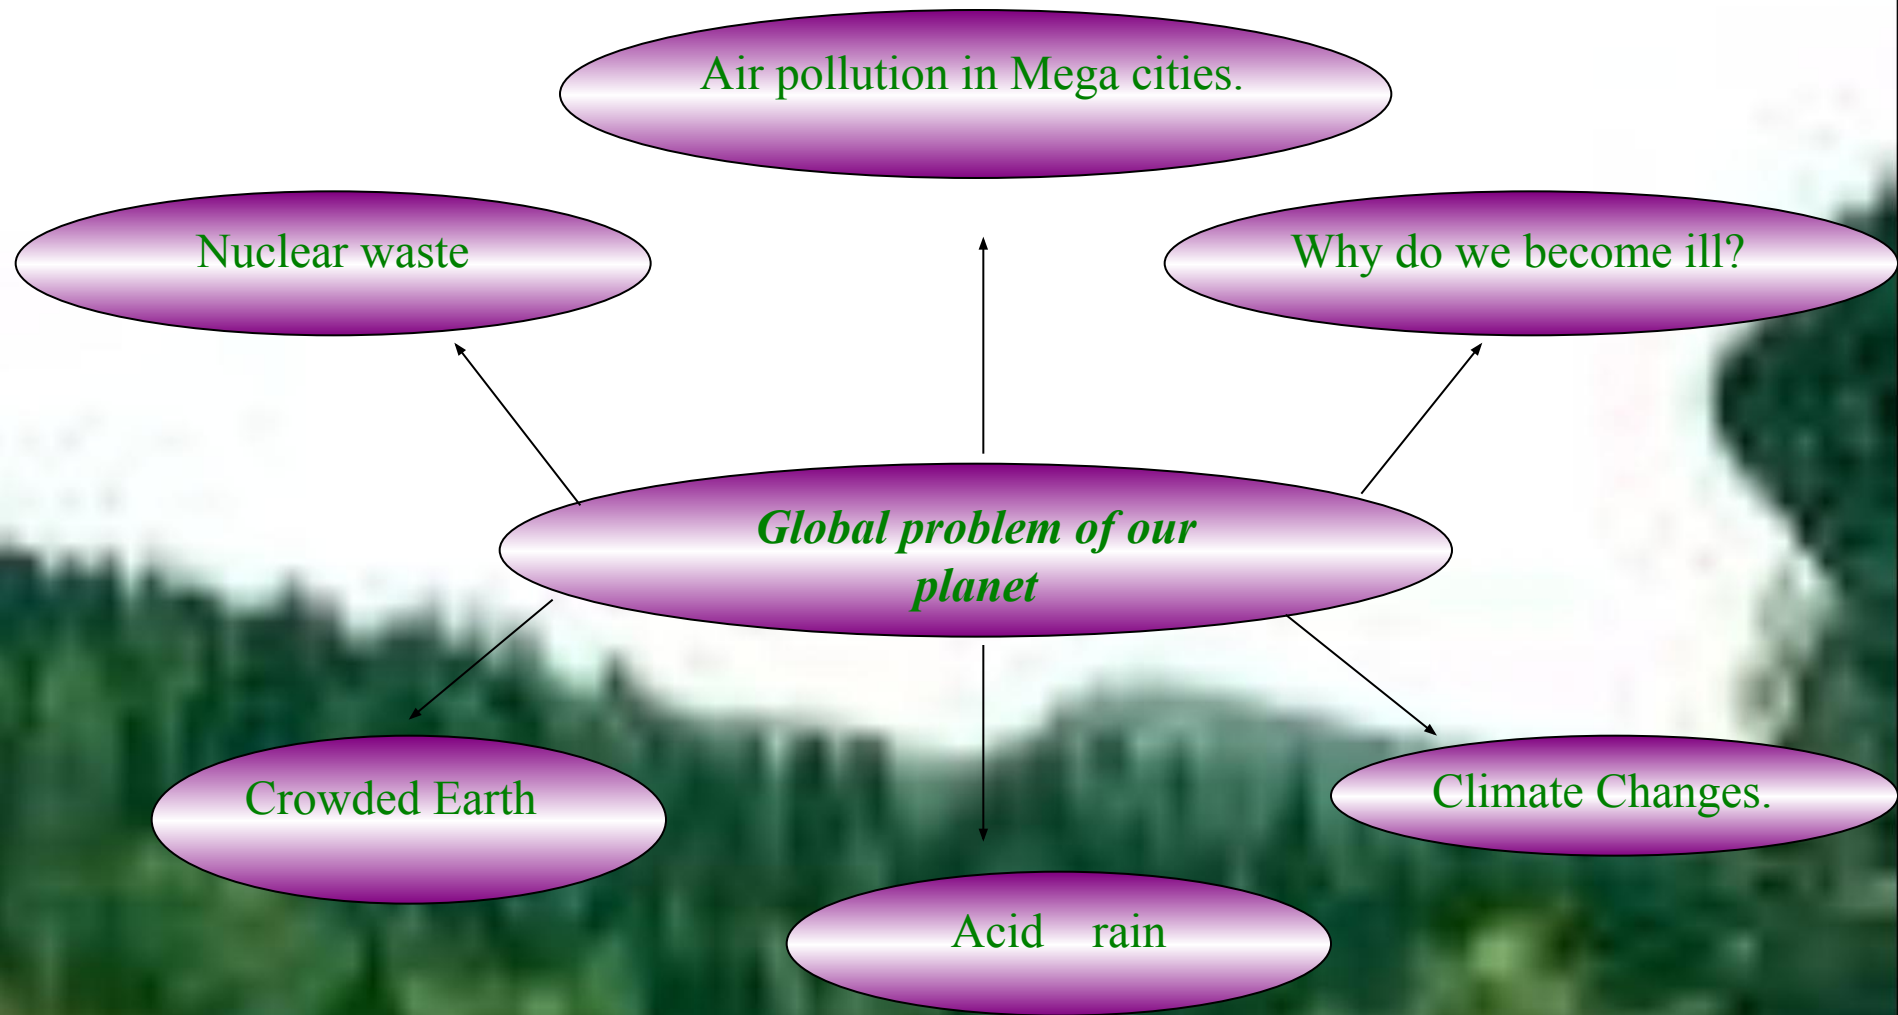 Air pollution in Mega cities.
Nuclear waste
Why do we become ill?
Global problem of our
planet
Crowded Earth
Climate Changes.
Acid rain